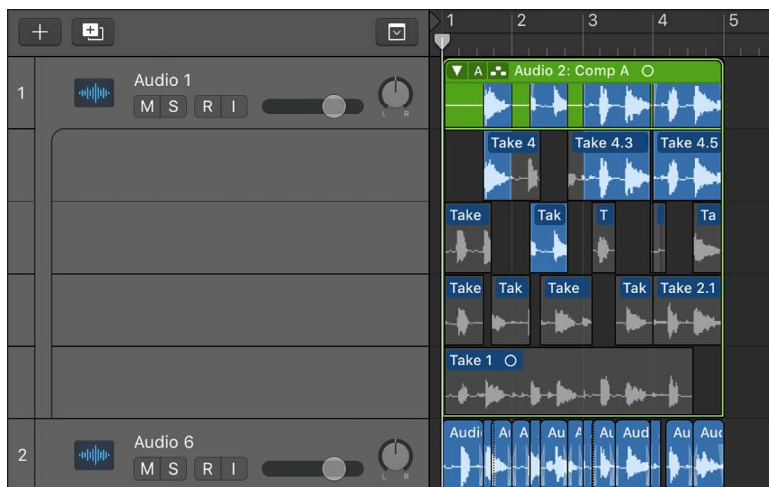 1 2 3 4 5
1 Audio 1
M S R I
L R
A Audio 2: Comp A
Take 4 Take 4.3 Take 4.5
Take Tak T Ta
Take Tak Take Tak Take 2.1
Take 1
2 Audio 6
M S R I
L R
Audi Au A Au A Au Aud Au Aud